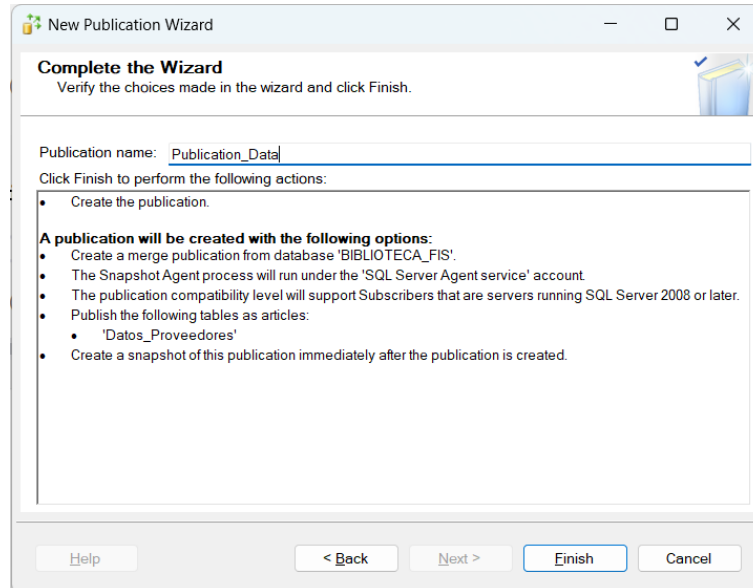 New Publication Wizard
Complete the Wizard
Verify the choices made in the wizard and click Finish.
Publication name: Publication_Data
Click Finish to perform the following actions:
• Create the publication.
A publication will be created with the following options:
• Create a merge publication from database 'BIBLIOTECA_FIS'.
• The Snapshot Agent process will run under the 'SQL Server Agent service' account.
• The publication compatibility level will support Subscribers that are servers running SQL Server 2008 or later.
• Publish the following tables as articles:
• 'Datos_Proveedores'
• Create a snapshot of this publication immediately after the publication is created.
Help < Back Next > Finish Cancel